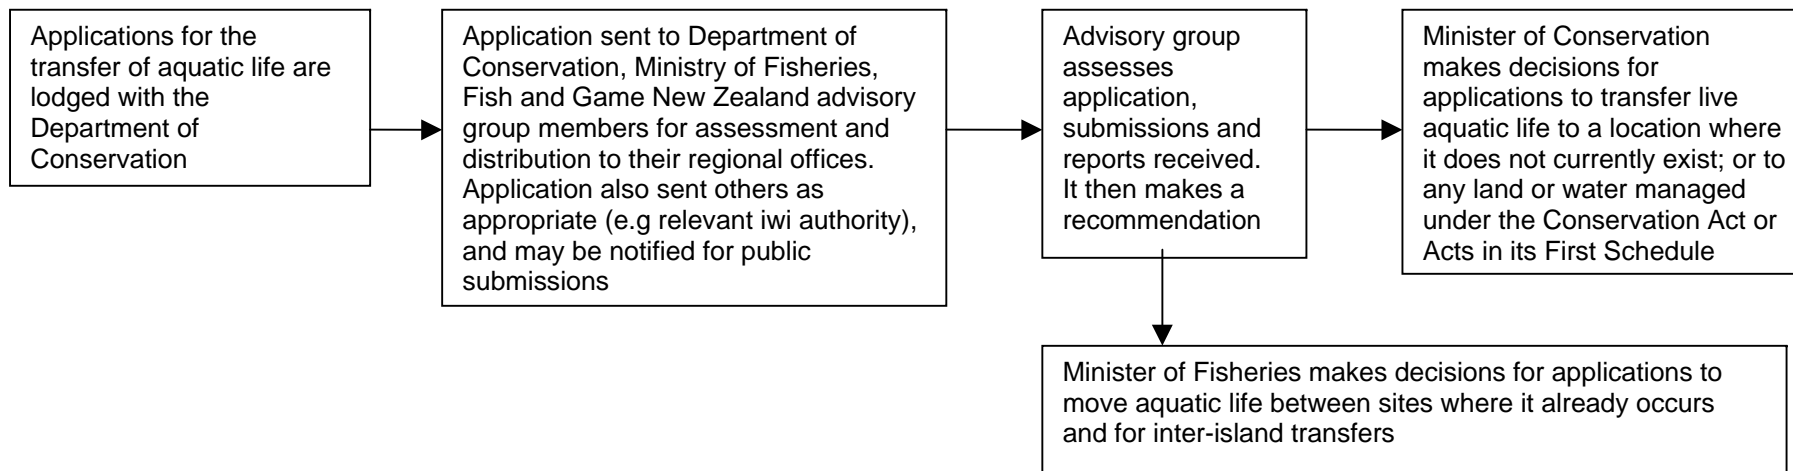 Applications for the
transfer of aquatic life are
lodged with the
Department of
Conservation
Application sent to Department of
Conservation, Ministry of Fisheries,
Fish and Game New Zealand advisory
group members for assessment and
distribution to their regional offices.
Application also sent others as
appropriate (e.g relevant iwi authority),
and may be notified for public
submissions
Advisory group
assesses
application,
submissions and
reports received.
It then makes a
recommendation
Minister of Conservation
makes decisions for
applications to transfer live
aquatic life to a location where
it does not currently exist; or to
any land or water managed
under the Conservation Act or
Acts in its First Schedule
Minister of Fisheries makes decisions for applications to
move aquatic life between sites where it already occurs
and for inter-island transfers